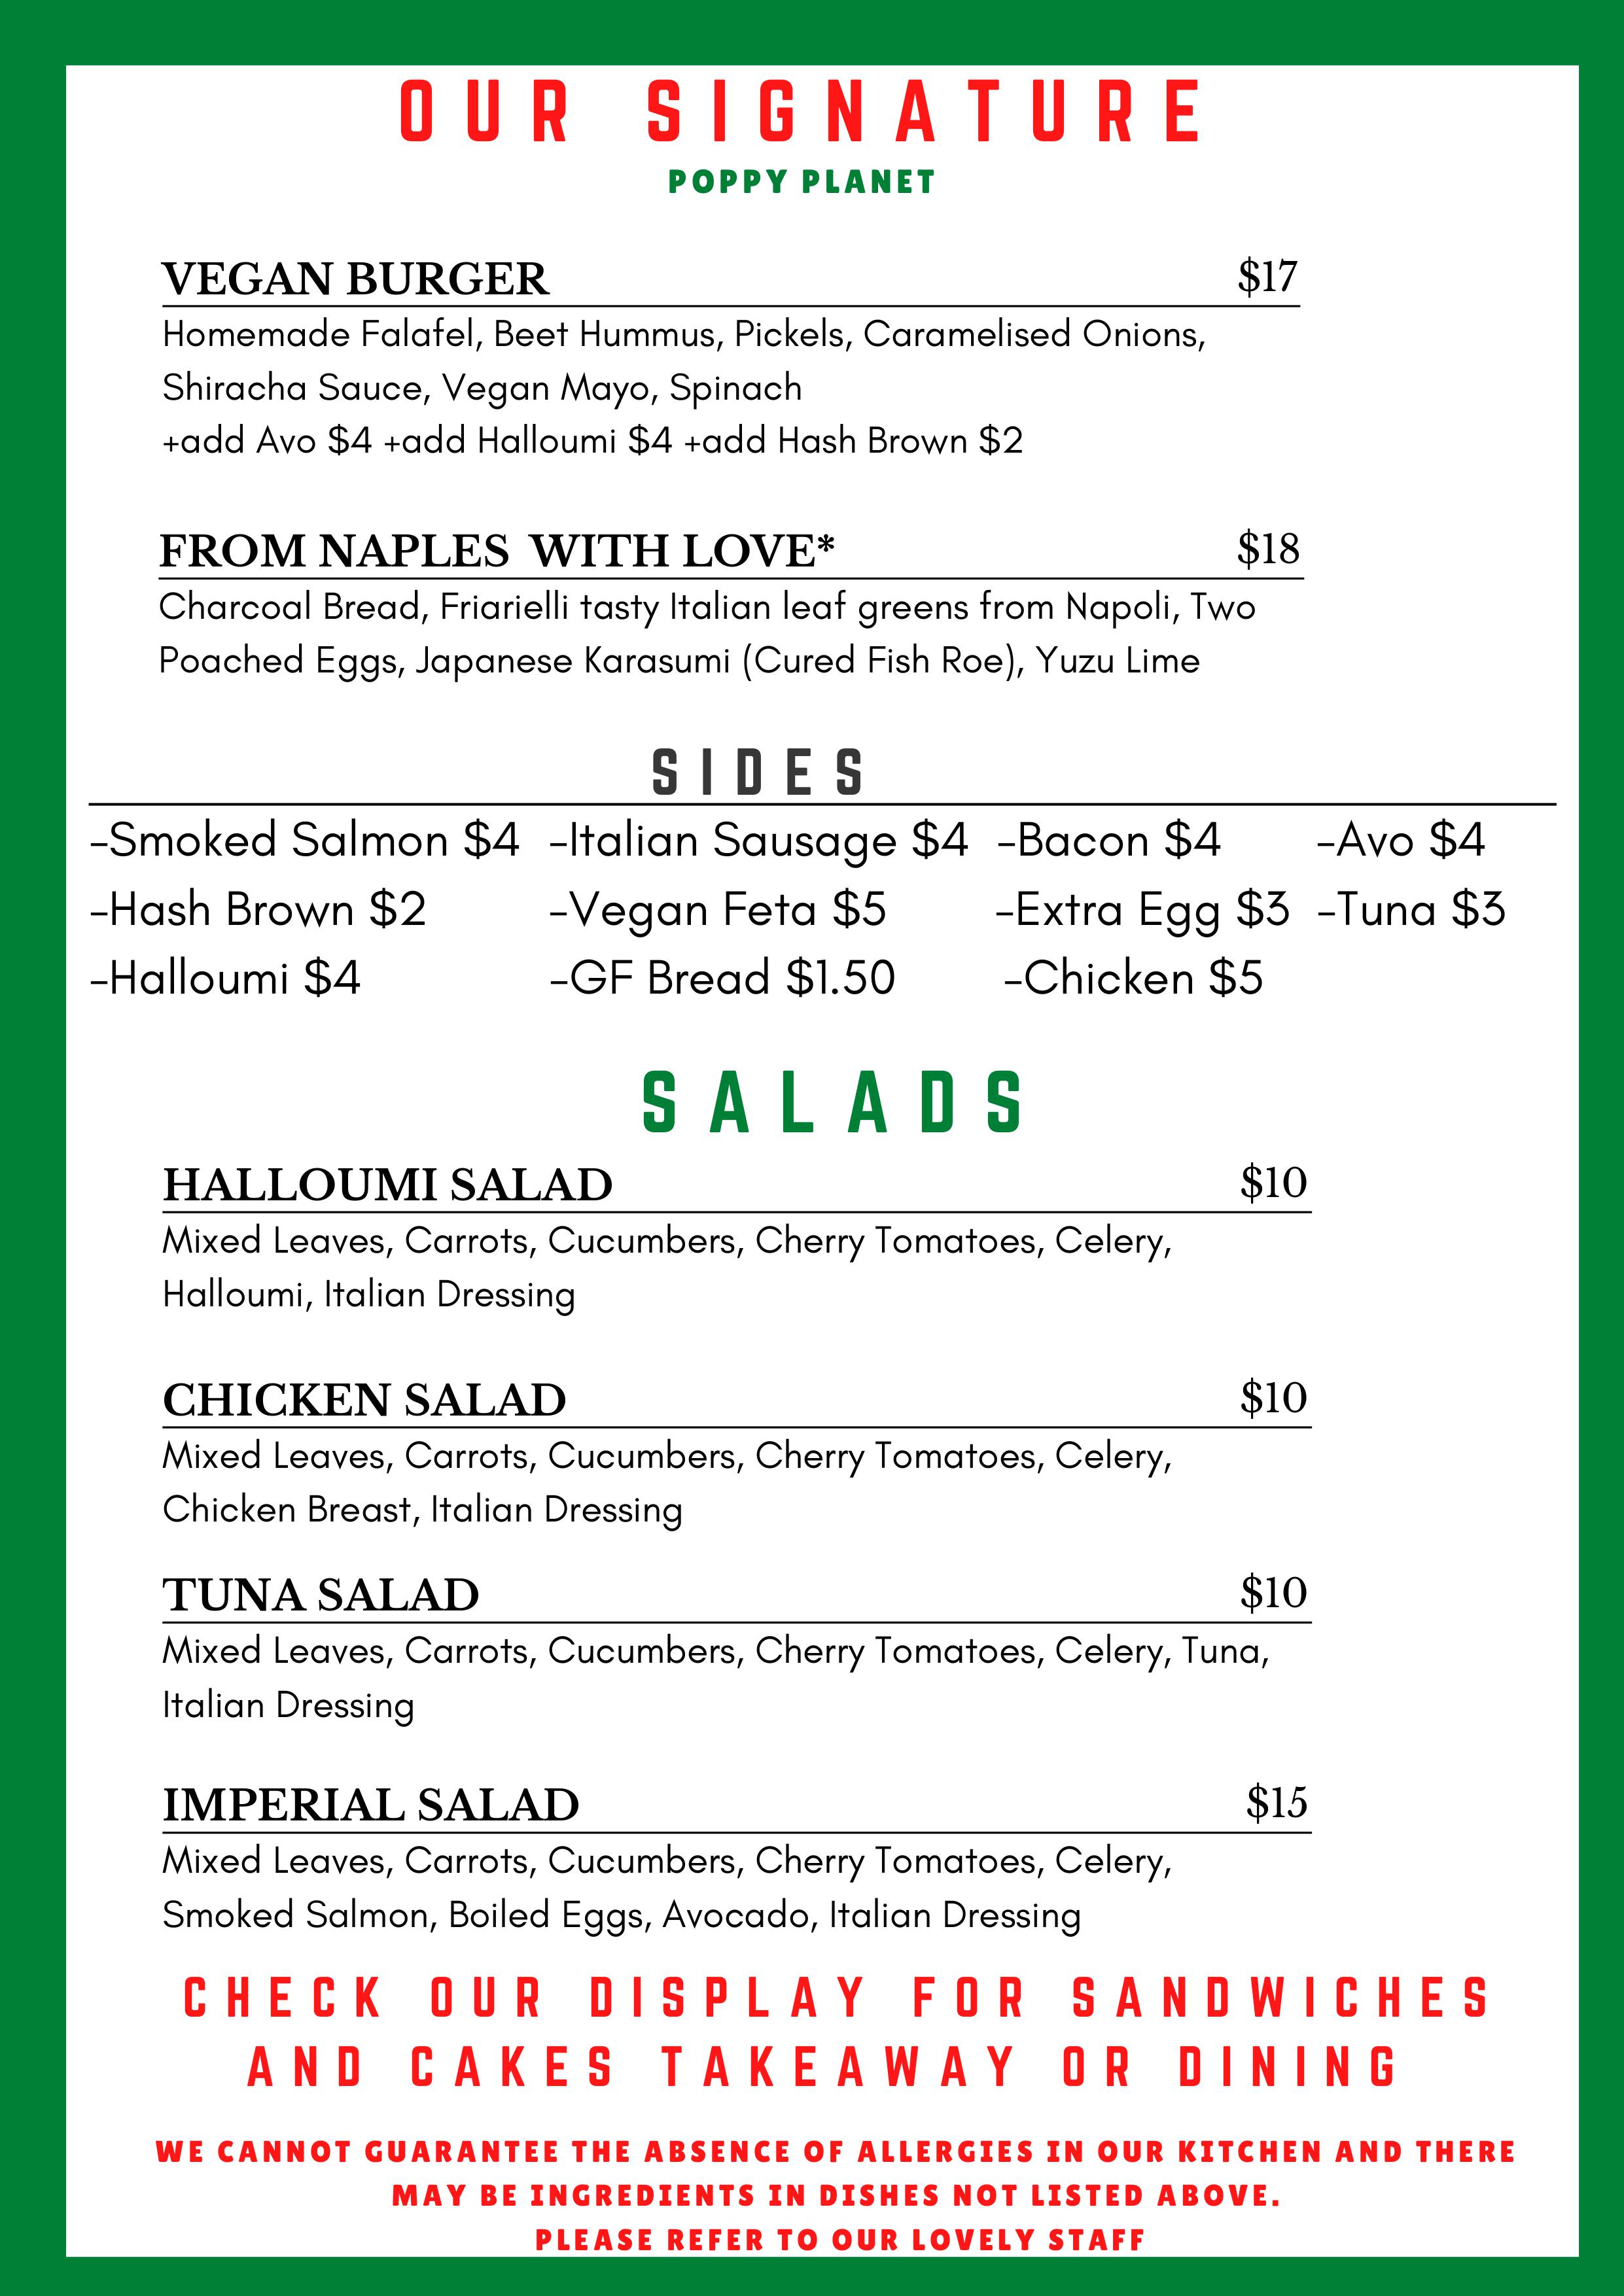 OUR SIGNATURE
POPPY PLANET
VEGAN BURGER $17
Homemade Falafel, Beet Hummus, Pickels, Caramelised Onions,
Shiracha Sauce, Vegan Mayo, Spinach
+add Avo $4 +add Halloumi $4 +add Hash Brown $2
FROM NAPLES WITH LOVE* $18
Charcoal Bread, Friarielli tasty Italian leaf greens from Napoli, Two
Poached Eggs, Japanese Karasumi (Cured Fish Roe), Yuzu Lime
SIDES
-Smoked Salmon $4 -Italian Sausage $4 -Bacon $4 -Avo $4
-Hash Brown $2 -Vegan Feta $5 -Extra Egg $3 -Tuna $3
-Halloumi $4 -GF Bread $1.50 -Chicken $5
SALADS
HALLOUMI SALAD $10
Mixed Leaves, Carrots, Cucumbers, Cherry Tomatoes, Celery,
Halloumi, Italian Dressing
CHICKEN SALAD $10
Mixed Leaves, Carrots, Cucumbers, Cherry Tomatoes, Celery,
Chicken Breast, Italian Dressing
TUNA SALAD $10
Mixed Leaves, Carrots, Cucumbers, Cherry Tomatoes, Celery, Tuna,
Italian Dressing
IMPERIAL SALAD $15
Mixed Leaves, Carrots, Cucumbers, Cherry Tomatoes, Celery,
Smoked Salmon, Boiled Eggs, Avocado, Italian Dressing
CHECK OUR DISPLAY FOR SANDWICHES
AND CAKES TAKEAWAY OR DINING
WE CANNOT GUARANTEE THE ABSENCE OF ALLERGIES IN OUR KITCHEN AND THERE
MAY BE INGREDIENTS IN DISHES NOT LISTED ABOVE.
PLEASE REFER TO OUR LOVELY STAFF